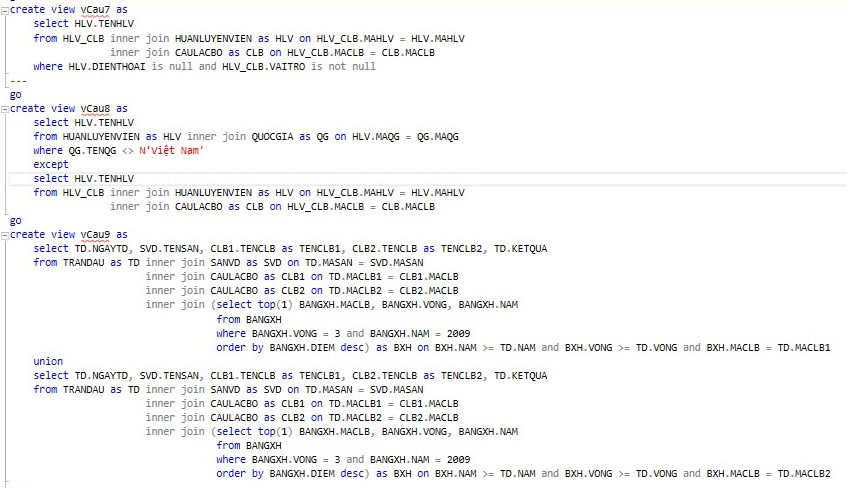 create view vCau7 as
select HLV.TENHLV
from HLV_CLB inner join HUANLUYENVIEN as HLV on HLV_CLB.MAHLV = HLV.MAHLV
inner join CAULACBO as CLB on HLV_CLB.MACLB = CLB.MACLB
where HLV.DIENTHOAI is null and HLV_CLB.VAITRO is not null
---
go
create view vCau8 as
select HLV.TENHLV
from HUANLUYENVIEN as HLV inner join QUOCGIA as QG on HLV.MAQG = QG.MAQG
where QG.TENQG <> N'Việt Nam'
except
select HLV.TENHLV
from HLV_CLB inner join HUANLUYENVIEN as HLV on HLV_CLB.MAHLV = HLV.MAHLV
inner join CAULACBO as CLB on HLV_CLB.MACLB = CLB.MACLB
go
create view vCau9 as
select TD.NGAYTD, SVD.TENSAN, CLB1.TENCLB as TENCLB1, CLB2.TENCLB as TENCLB2, TD.KETQUA
from TRANDAU as TD inner join SANVD as SVD on TD.MASAN = SVD.MASAN
inner join CAULACBO as CLB1 on TD.MACLB1 = CLB1.MACLB
inner join CAULACBO as CLB2 on TD.MACLB2 = CLB2.MACLB
inner join (select top(1) BANGXH.MACLB, BANGXH.VONG, BANGXH.NAM
from BANGXH
where BANGXH.VONG = 3 and BANGXH.NAM = 2009
order by BANGXH.DIEM desc) as BXH on BXH.NAM >= TD.NAM and BXH.VONG >= TD.VONG and BXH.MACLB = TD.MACLB1
union
select TD.NGAYTD, SVD.TENSAN, CLB1.TENCLB as TENCLB1, CLB2.TENCLB as TENCLB2, TD.KETQUA
from TRANDAU as TD inner join SANVD as SVD on TD.MASAN = SVD.MASAN
inner join CAULACBO as CLB1 on TD.MACLB1 = CLB1.MACLB
inner join CAULACBO as CLB2 on TD.MACLB2 = CLB2.MACLB
inner join (select top(1) BANGXH.MACLB, BANGXH.VONG, BANGXH.NAM
from BANGXH
where BANGXH.VONG = 3 and BANGXH.NAM = 2009
order by BANGXH.DIEM desc) as BXH on BXH.NAM >= TD.NAM and BXH.VONG >= TD.VONG and BXH.MACLB = TD.MACLB2